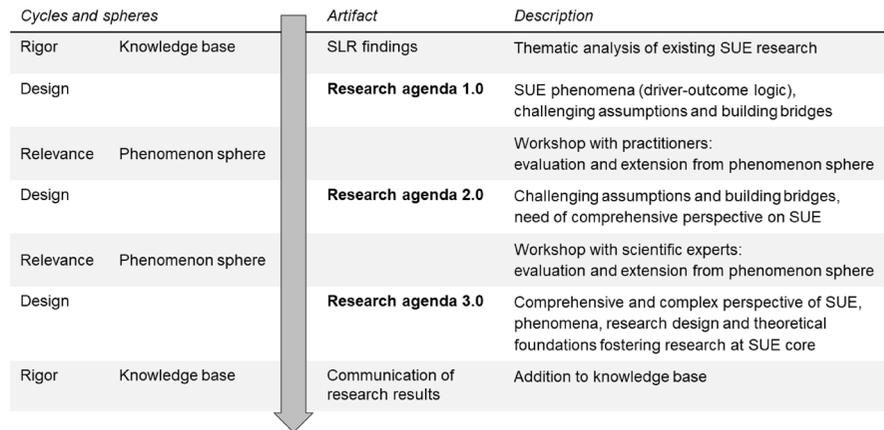 Cycles and spheres Artifact Description
Rigor Knowledge base SLR findings Thematic analysis of existing SUE research
Design Research agenda 1.0 SUE phenomena (driver-outcome logic),
challenging assumptions and building bridges
Workshop with practitioners:
Relevance Phenomenon sphere
evaluation and extension from phenomenon sphere
Design Research agenda 2.0 Challenging assumptions and building bridges,
need of comprehensive perspective on SUE
Workshop with scientific experts:
Relevance Phenomenon sphere
evaluation and extension from phenomenon sphere
Design Research agenda 3.0 Comprehensive and complex perspective of SUE,
phenomena, research design and theoretical
foundations fostering research at SUE core
Rigor Knowledge base Communication of Addition to knowledge base
research results